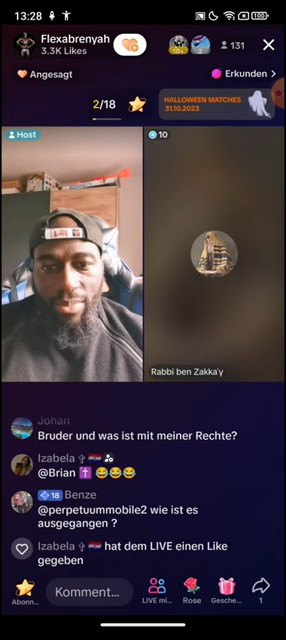 13:28
100
Flexabrenyah
3.3K Likes
131
Angesagt
Erkunden >
2/18
HALLOWEEN MATCHES
31.10.2023
Host
10
Rabbi ben Zakka'y
Johan
Bruder und was ist mit meiner Rechte?
Izabela
@Brian ✝️ 😂😂😂
18 Benze
@perpetuummobile2 wie ist es
ausgegangen ?
Izabela ✞ 🇭🇷 hat dem LIVE einen Like
gegeben
Komment...
Abonn...
LIVE mi...
Rose
Gesche...
1